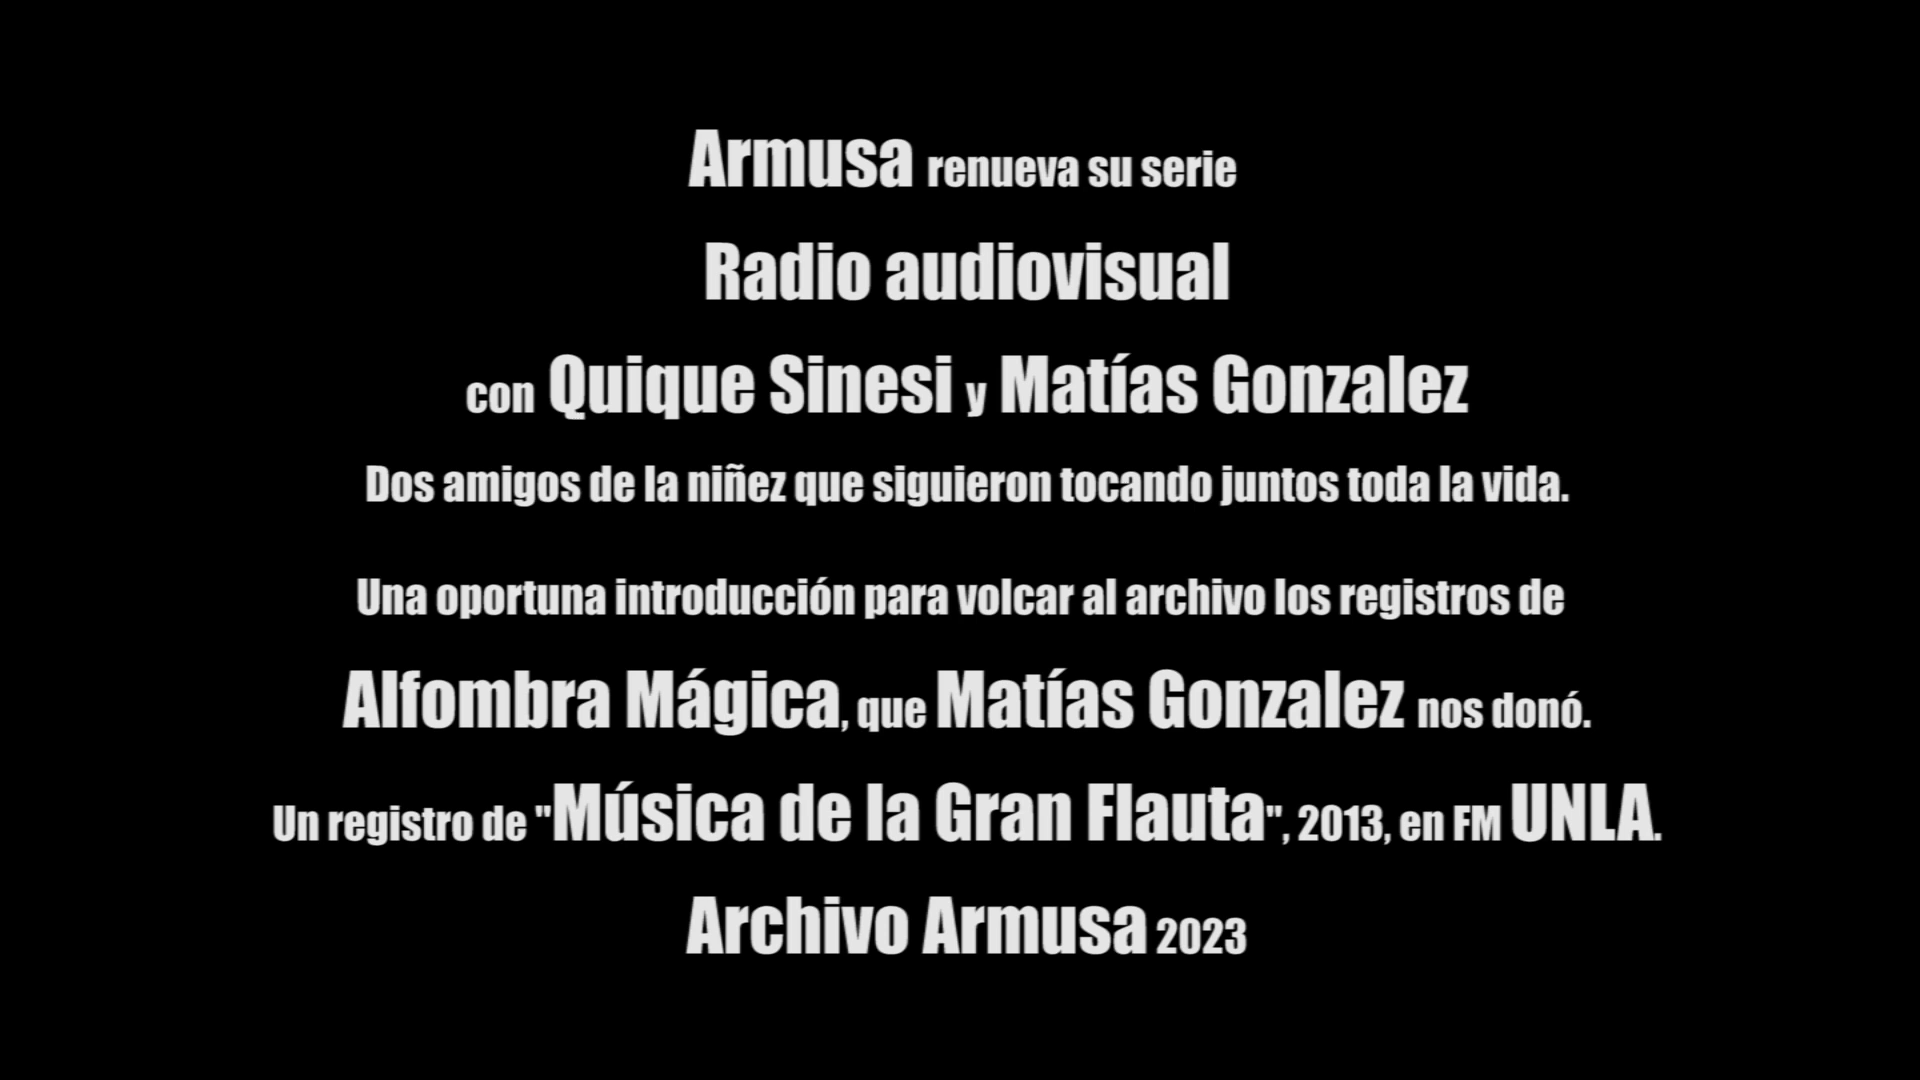 Armusa renueva su serie
Radio audiovisual
con Quique Sinesi y Matías Gonzalez
Dos amigos de la niñez que siguieron tocando juntos toda la vida.
Una oportuna introducción para volcar al archivo los registros de
Alfombra Mágica, que Matías Gonzalez nos donó.
Un registro de "Música de la Gran Flauta", 2013, en FM UNLA.
Archivo Armusa 2023